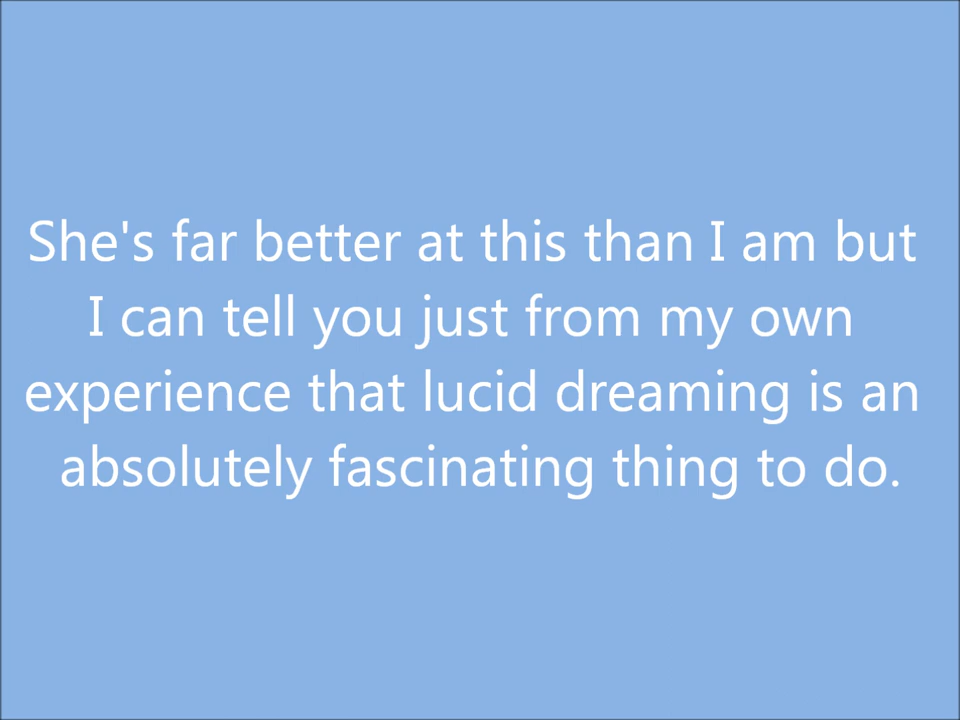 She's far better at this than I am but
I can tell you just from my own
experience that lucid dreaming is an
absolutely fascinating thing to do.